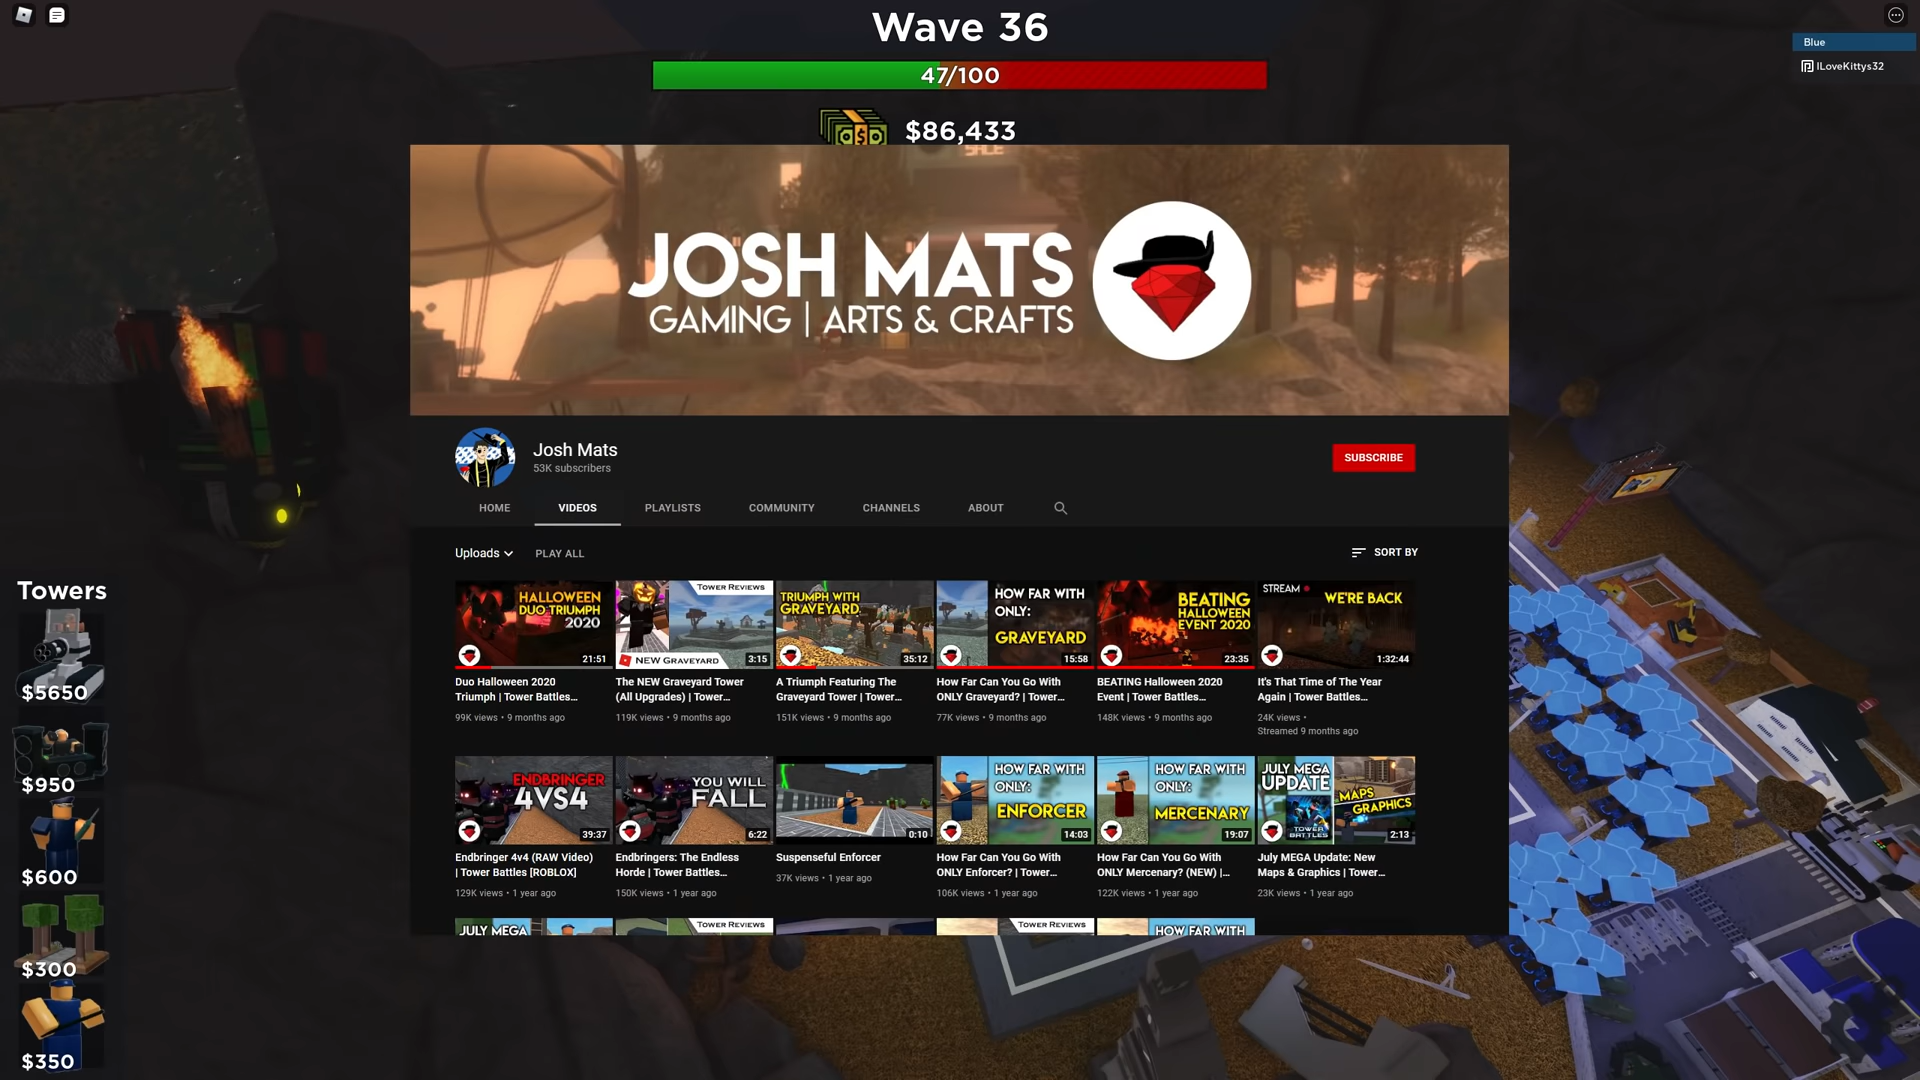 Wave 36
47/100
$86,433
Blue
ILoveKittys32
JOSH MATS
GAMING | ARTS & CRAFTS
Josh Mats
53K subscribers
SUBSCRIBE
HOME
VIDEOS
PLAYLISTS
COMMUNITY
CHANNELS
ABOUT
Uploads
PLAY ALL
SORT BY
HALLOWEEN
DUO TRIUMPH
2020
21:51
Duo Halloween 2020
Triumph | Tower Battles...
99K views • 9 months ago
TOWER REVIEWS
NEW GRAVEYARD
3:15
The NEW Graveyard Tower
(All Upgrades) | Tower...
119K views • 9 months ago
TRIUMPH WITH
GRAVEYARD
35:12
A Triumph Featuring The
Graveyard Tower | Tower...
151K views • 9 months ago
HOW FAR WITH
ONLY:
GRAVEYARD
15:58
How Far Can You Go With
ONLY Graveyard? | Tower...
77K views • 9 months ago
BEATING
HALLOWEEN
EVENT 2020
23:35
BEATING Halloween 2020
Event | Tower Battles...
148K views • 9 months ago
STREAM
WE'RE BACK
1:32:44
It's That Time of The Year
Again | Tower Battles...
24K views •
Streamed 9 months ago
ENDBRINGER
4VS4
39:37
Endbringer 4v4 (RAW Video)
| Tower Battles [ROBLOX]
129K views • 1 year ago
YOU WILL
FALL
6:22
Endbringers: The Endless
Horde | Tower Battles...
150K views • 1 year ago
0:10
Suspenseful Enforcer
37K views • 1 year ago
HOW FAR WITH
ONLY:
ENFORCER
14:03
How Far Can You Go With
ONLY Enforcer? | Tower...
106K views • 1 year ago
HOW FAR WITH
ONLY:
MERCENARY
19:07
How Far Can You Go With
ONLY Mercenary? (NEW) |...
122K views • 1 year ago
JULY MEGA
UPDATE
MAPS
GRAPHICS
TOWER
BATTLES
2:13
July MEGA Update: New
Maps & Graphics | Tower...
23K views • 1 year ago
JULY MEGA
TOWER REVIEWS
TOWER REVIEWS
HOW FAR WITH
Towers
$5650
$950
$600
$300
$350